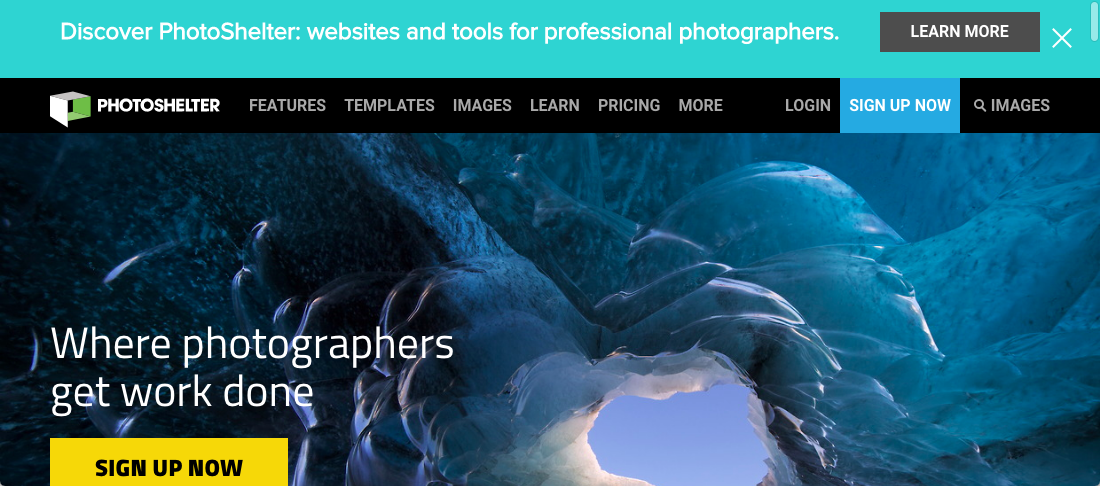 Discover PhotoShelter: websites and tools for professional photographers.
LEARN MORE
PHOTOSHELTER
FEATURES
TEMPLATES
IMAGES
LEARN
PRICING
MORE
LOGIN
SIGN UP NOW
IMAGES
Where photographers
get work done
SIGN UP NOW